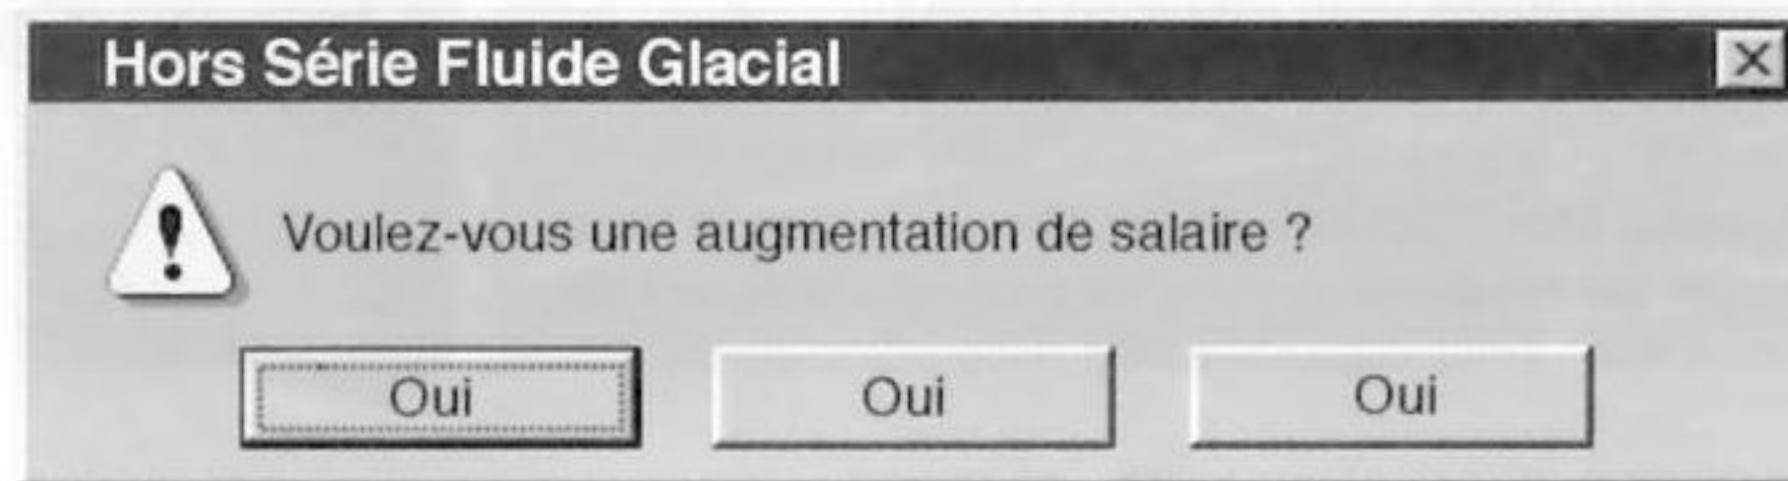 Hors Série Fluide Glacial
Voulez-vous une augmentation de salaire ?
Oui Oui Oui